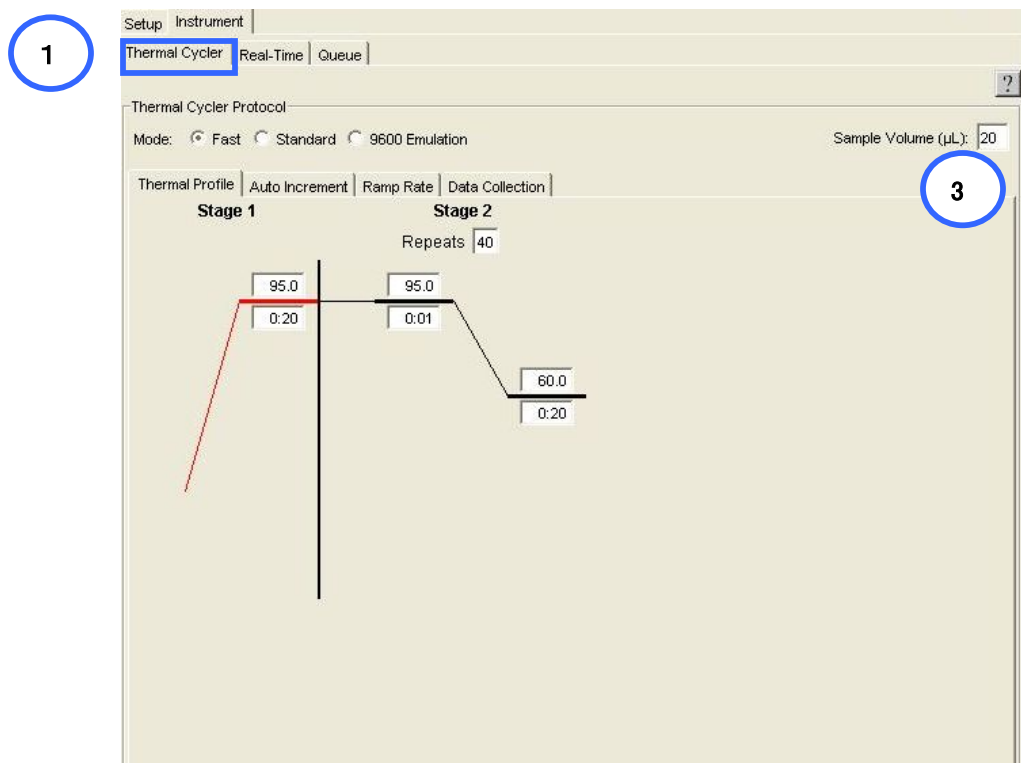 Setup Instrument
1
Thermal Cycler Real-Time Queue
?
Thermal Cycler Protocol
Mode: Fast Standard 9600 Emulation Sample Volume (µL): 20
Thermal Profile Auto Increment Ramp Rate Data Collection
3
Stage 1 Stage 2
Repeats 40
95.0 95.0
0:20 0:01
60.0
0:20